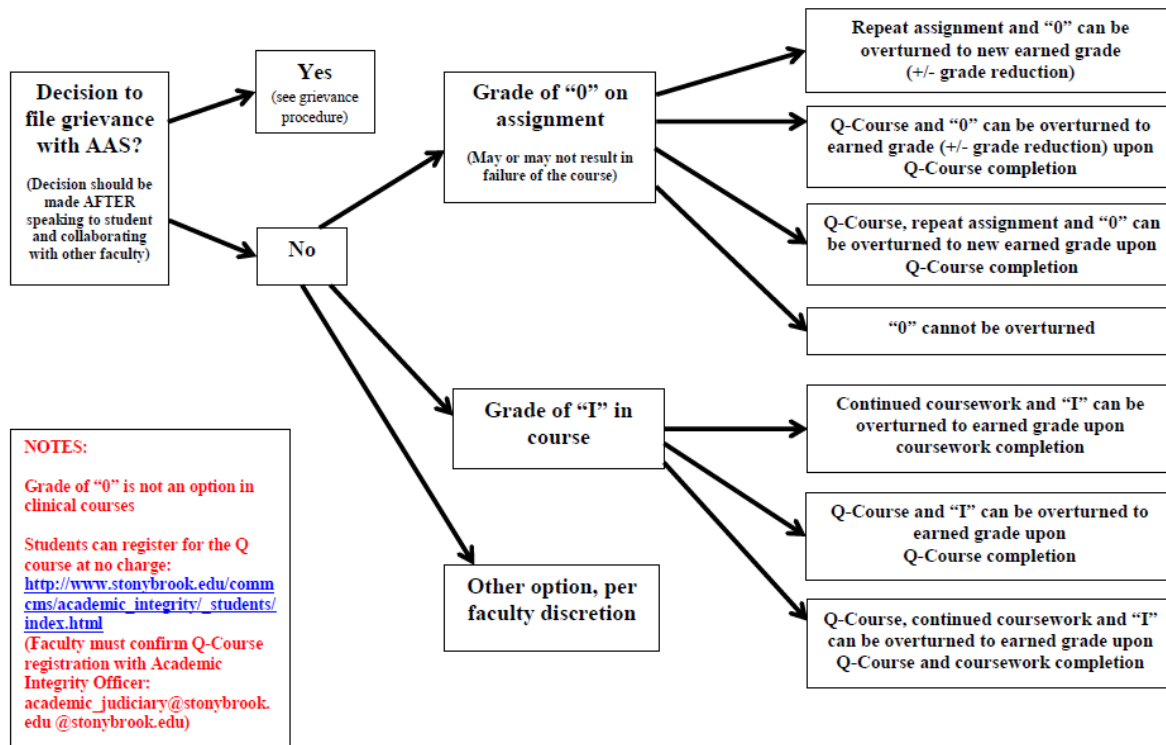 Decision to
file grievance
with AAS?
(Decision should be
made AFTER
speaking to student
and collaborating
with other faculty)
Yes
(see grievance
procedure)
No
Grade of “0” on
assignment
(May or may not result in
failure of the course)
Repeat assignment and “0” can be
overturned to new earned grade
(+/- grade reduction)
Q-Course and “0” can be overturned to
earned grade (+/- grade reduction) upon
Q-Course completion
Q-Course, repeat assignment and “0” can
be overturned to new earned grade upon
Q-Course completion
“0” cannot be overturned
Grade of “I” in
course
Continued coursework and “I” can be
overturned to earned grade upon
coursework completion
Q-Course and “I” can be overturned to
earned grade upon
Q-Course completion
Q-Course, continued coursework and “I”
can be overturned to earned grade upon
Q-Course and coursework completion
Other option, per
faculty discretion
NOTES:
Grade of “0” is not an option in
clinical courses
Students can register for the Q
course at no charge:
http://www.stonybrook.edu/comm
cms/academic_integrity/_students/
index.html
(Faculty must confirm Q-Course
registration with Academic
Integrity Officer:
academic_judiciary@stonybrook.
edu @stonybrook.edu)